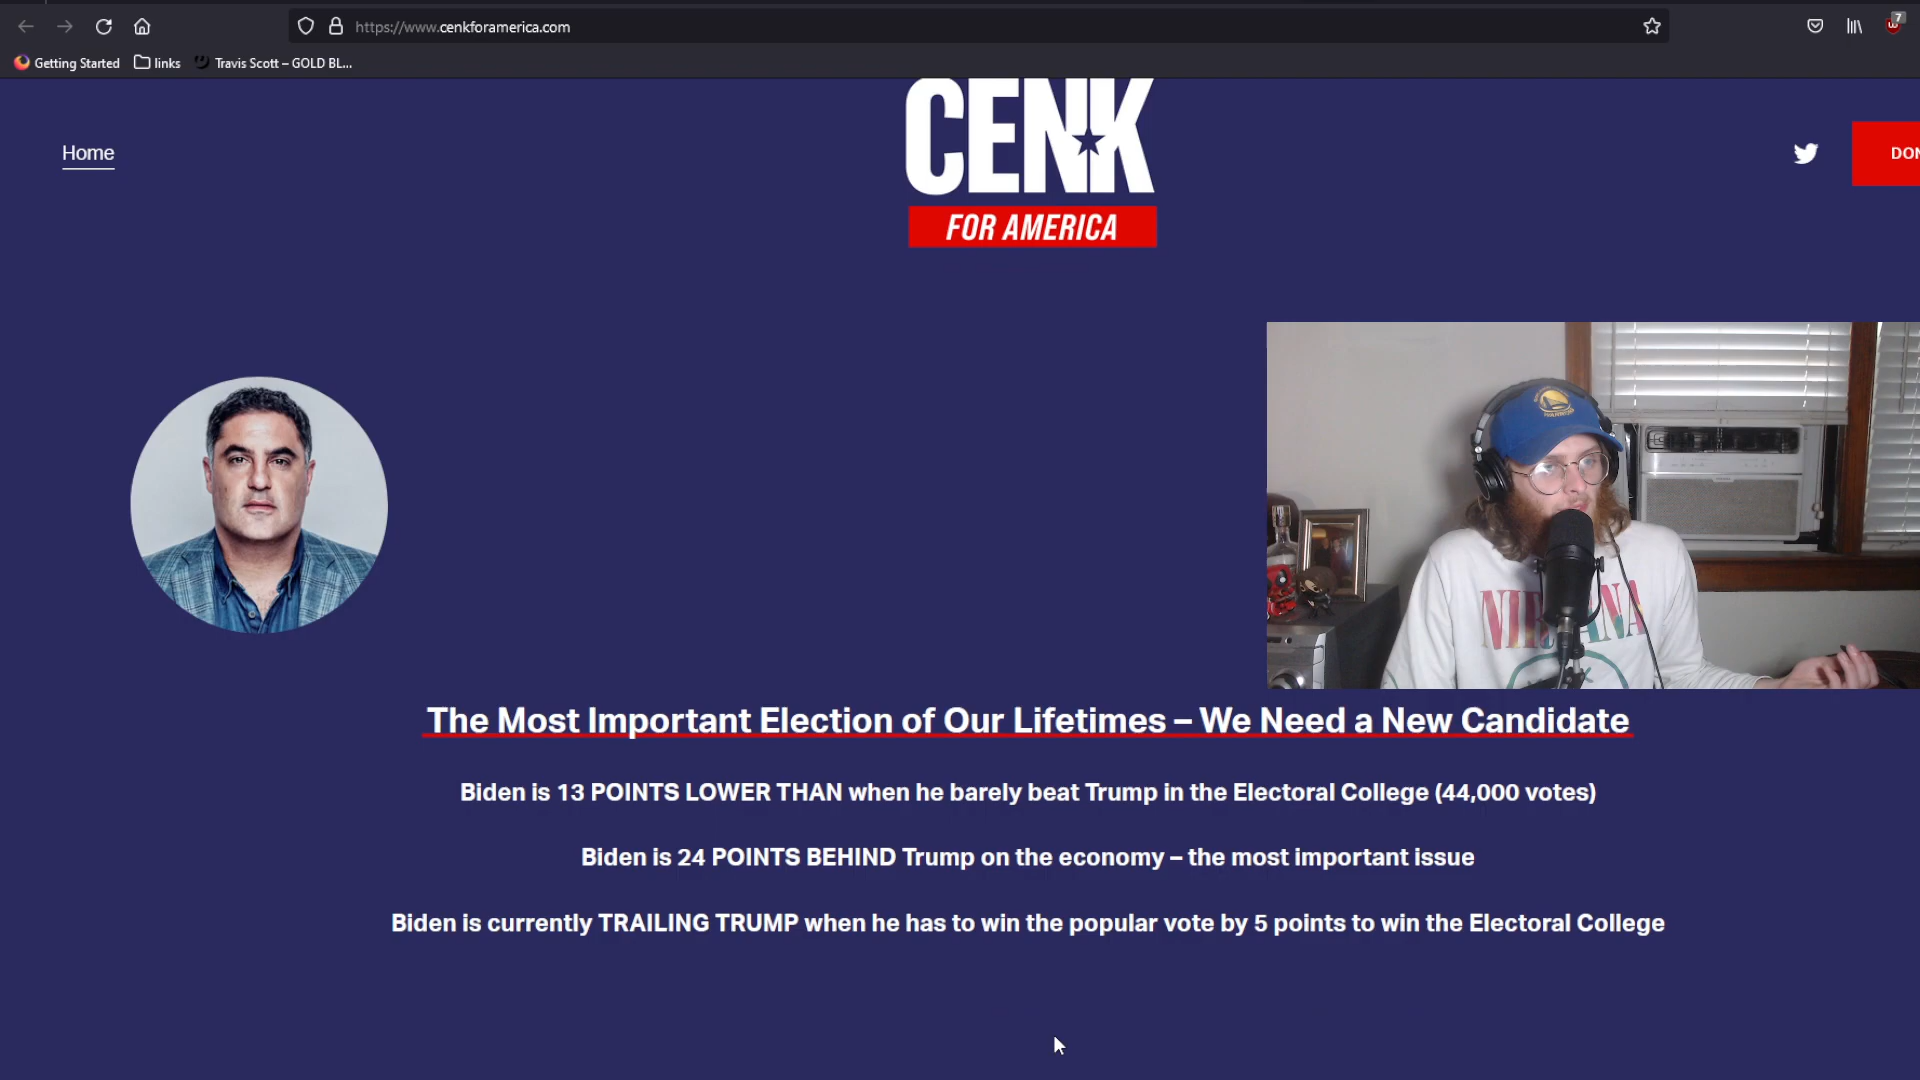 7
https://www.cenkforamerica.com
Getting Started
links
Travis Scott – GOLD BL...
CENK
FOR AMERICA
Home
DON
NIRVANA
The Most Important Election of Our Lifetimes – We Need a New Candidate
Biden is 13 POINTS LOWER THAN when he barely beat Trump in the Electoral College (44,000 votes)
Biden is 24 POINTS BEHIND Trump on the economy – the most important issue
Biden is currently TRAILING TRUMP when he has to win the popular vote by 5 points to win the Electoral College